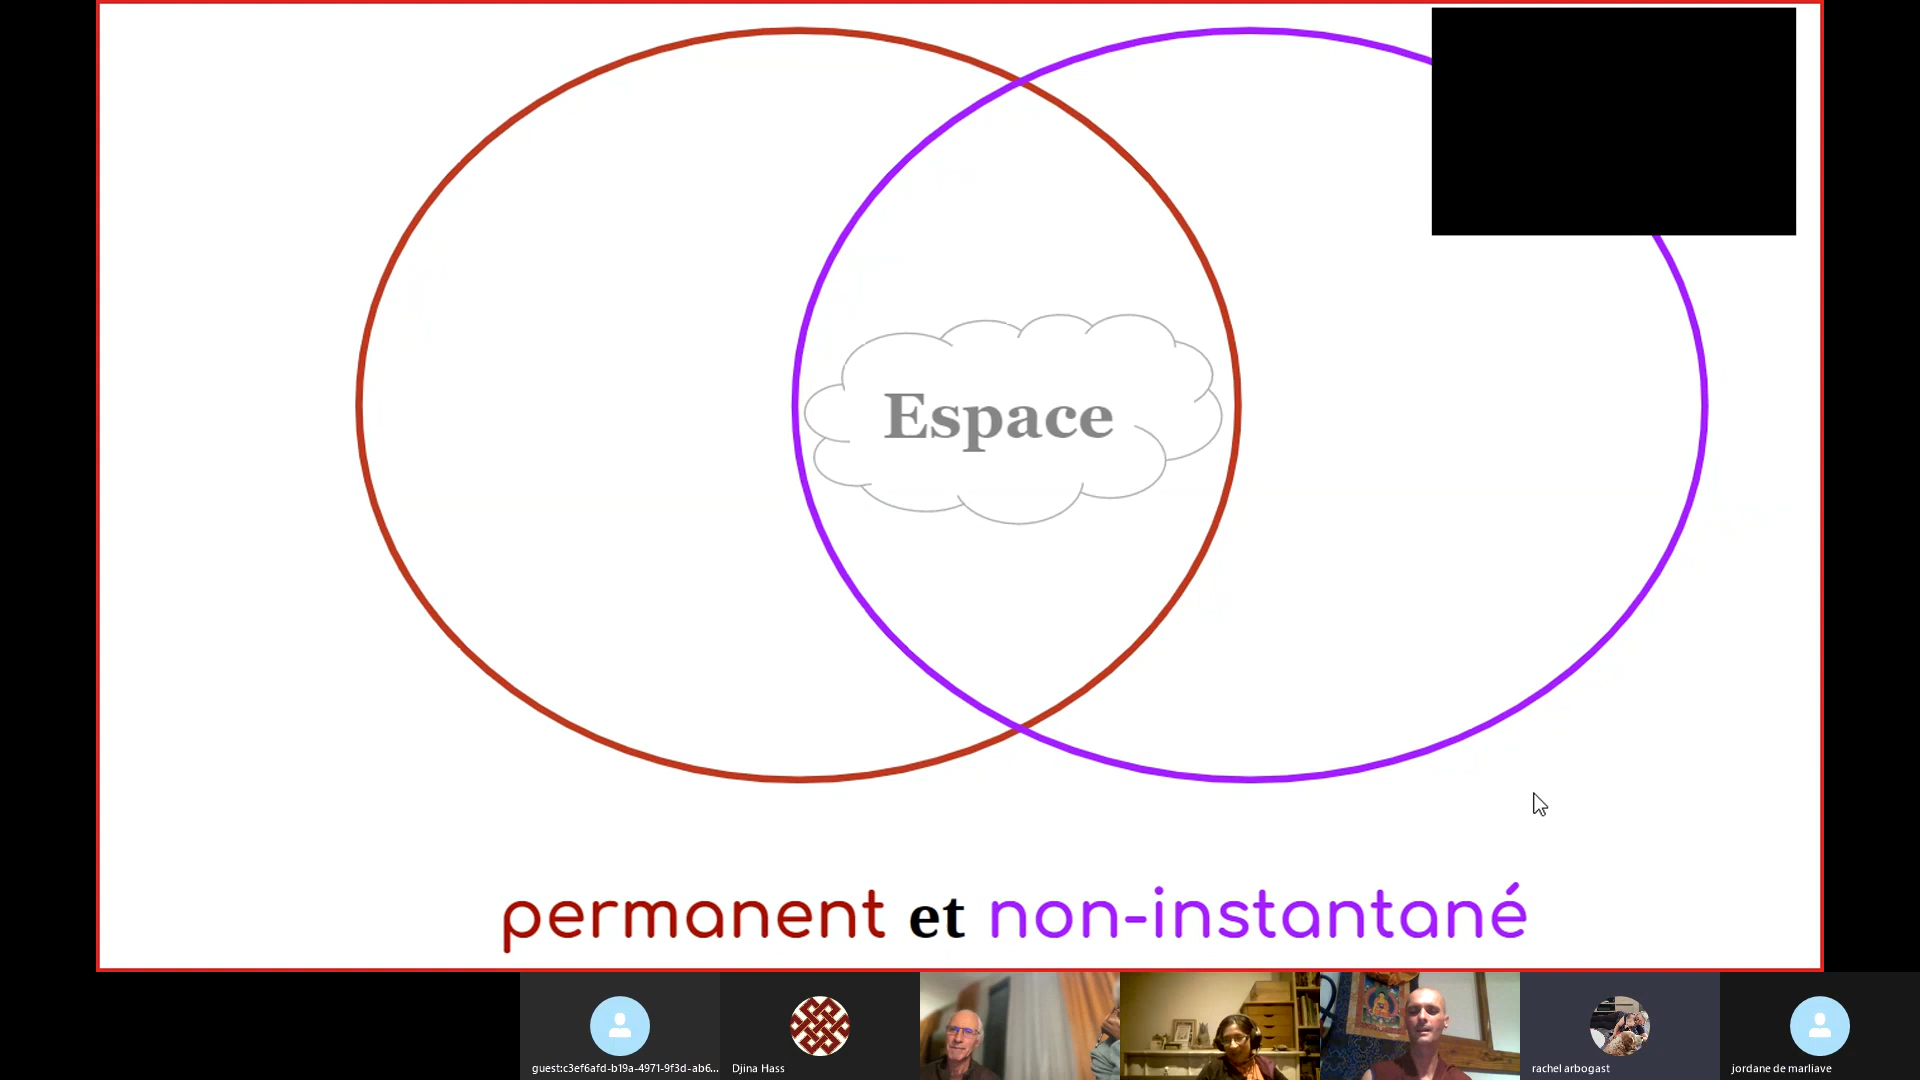 Espace
permanent et non-instantané
guest:c3ef6afd-b19a-4971-9f3d-ab6...
Djina Hass
rachel arbogast
jordane de marliave